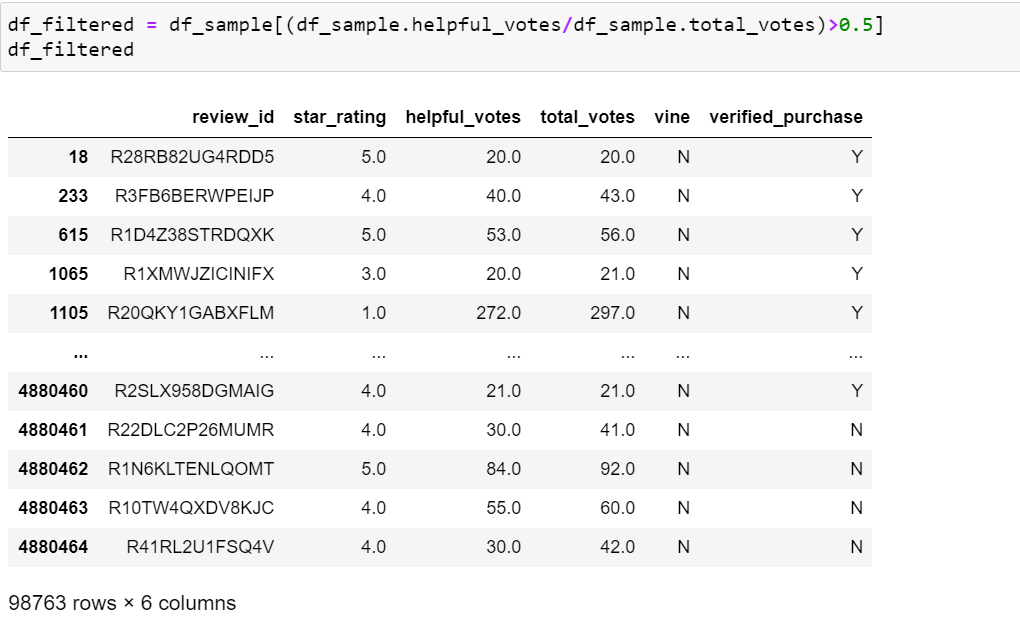 df_filtered = df_sample[(df_sample.helpful_votes/df_sample.total_votes)>0.5]
df_filtered
review_id star_rating helpful_votes total_votes vine verified_purchase
18 R28RB82UG4RDD5 5.0 20.0 20.0 N Y
233 R3FB6BERWPEIJP 4.0 40.0 43.0 N Y
615 R1D4Z38STRDQXK 5.0 53.0 56.0 N Y
1065 R1XMWJZICINIFX 3.0 20.0 21.0 N Y
1105 R20QKY1GABXFLM 1.0 272.0 297.0 N Y
... ... ... ... ... ... ...
4880460 R2SLX958DGMAIG 4.0 21.0 21.0 N Y
4880461 R22DLC2P26MUMR 4.0 30.0 41.0 N N
4880462 R1N6KLTENLQOMT 5.0 84.0 92.0 N N
4880463 R10TW4QXDV8KJC 4.0 55.0 60.0 N N
4880464 R41RL2U1FSQ4V 4.0 30.0 42.0 N N
98763 rows × 6 columns